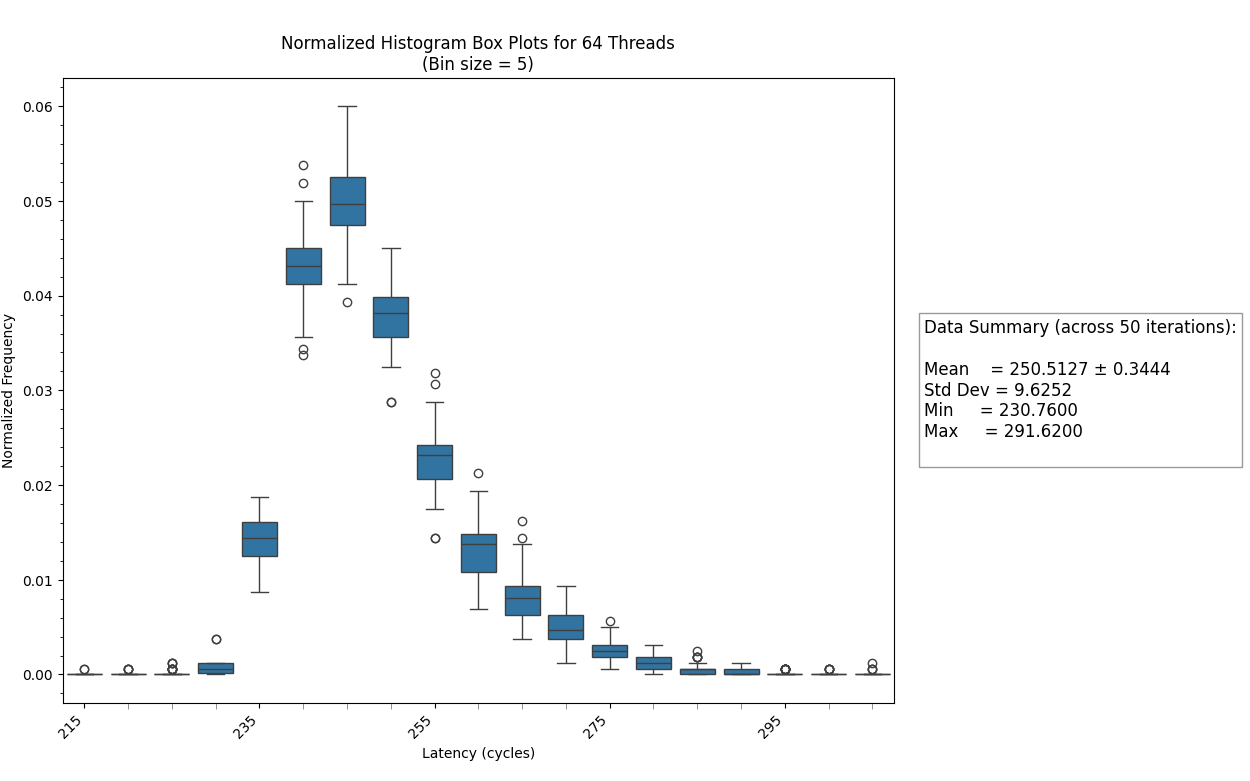 Normalized Histogram Box Plots for 64 Threads
(Bin size = 5)
0.06
0.05
0.04
0.03
0.02
0.01
0.00
Normalized Frequency
215
235
255
275
295
Latency (cycles)
Data Summary (across 50 iterations):
Mean = 250.5127 ± 0.3444
Std Dev = 9.6252
Min = 230.7600
Max = 291.6200